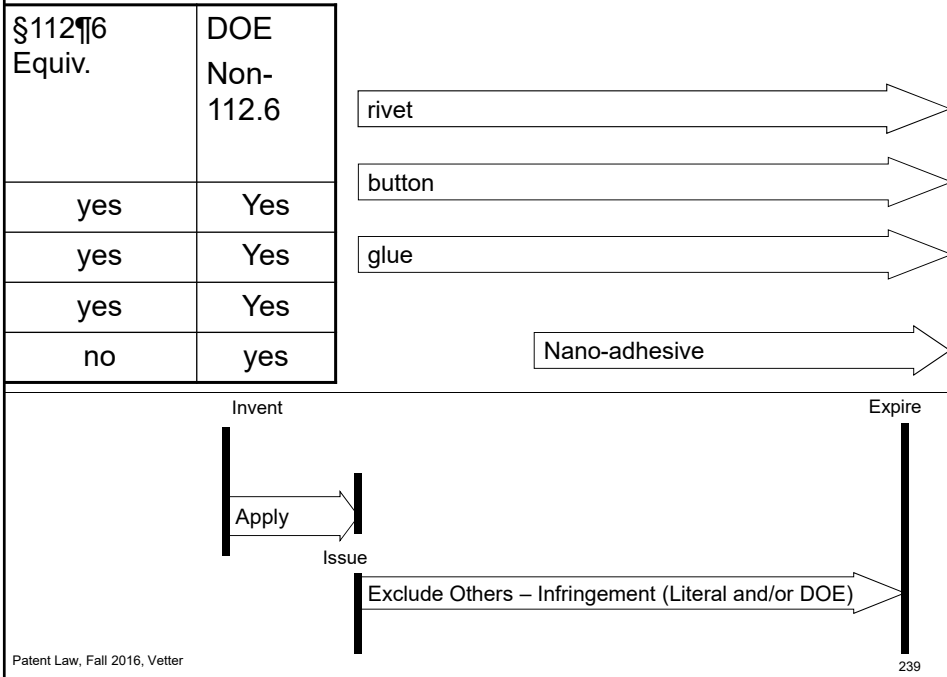 §112¶6
Equiv.
DOE
Non-
112.6
yes Yes
yes Yes
yes Yes
no yes
rivet
button
glue
Nano-adhesive
Invent
Expire
Apply
Issue
Exclude Others – Infringement (Literal and/or DOE)
Patent Law, Fall 2016, Vetter
239